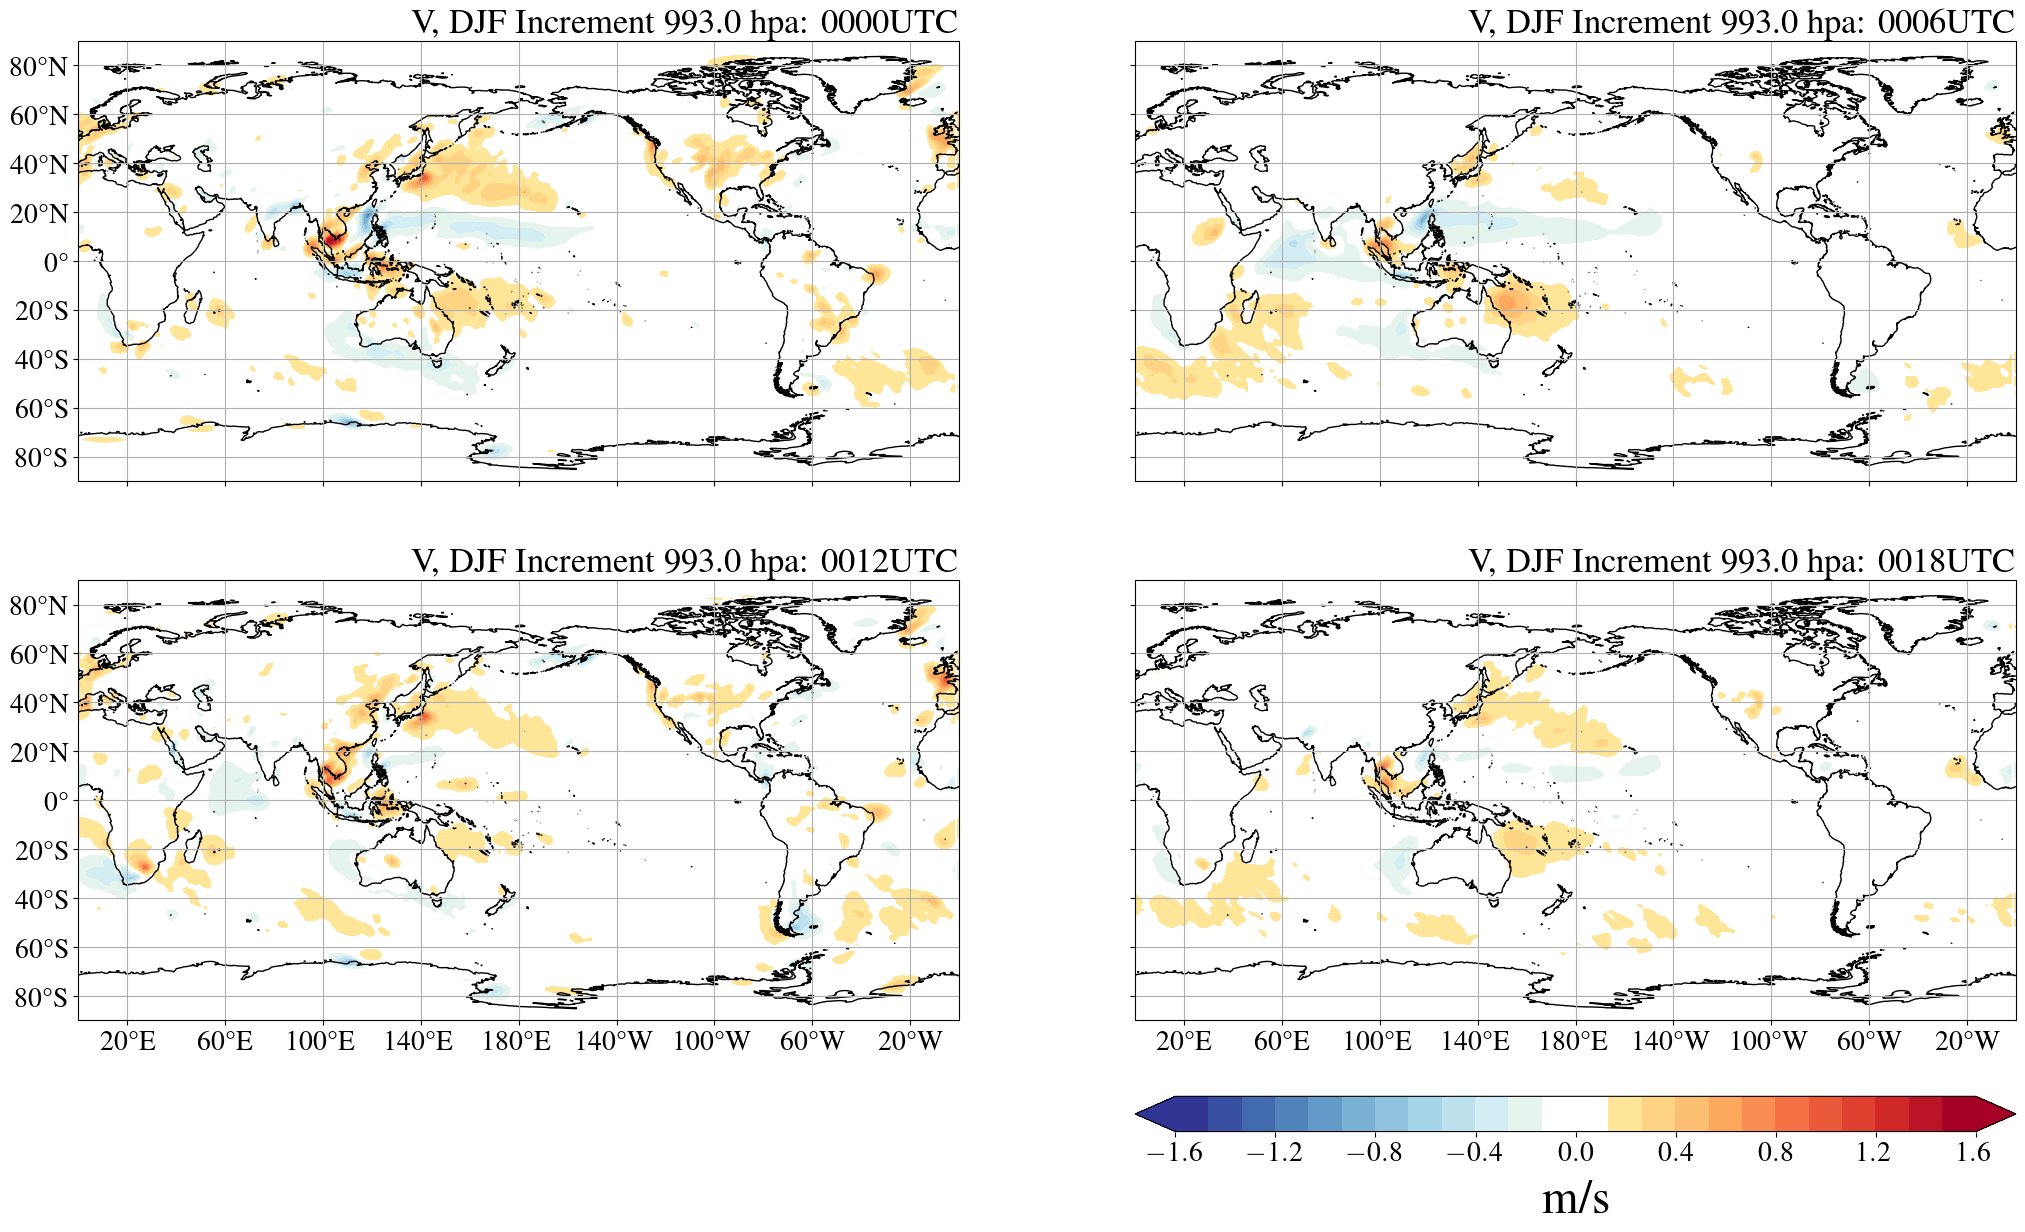 V, DJF Increment 993.0 hpa: 0000UTC
V, DJF Increment 993.0 hpa: 0006UTC
80°N
60°N
40°N
20°N
0°
20°S
40°S
60°S
80°S
V, DJF Increment 993.0 hpa: 0012UTC
V, DJF Increment 993.0 hpa: 0018UTC
80°N
60°N
40°N
20°N
0°
20°S
40°S
60°S
80°S
20°E 60°E 100°E 140°E 180°E 140°W 100°W 60°W 20°W
20°E 60°E 100°E 140°E 180°E 140°W 100°W 60°W 20°W
−1.6 −1.2 −0.8 −0.4 0.0 0.4 0.8 1.2 1.6
m/s